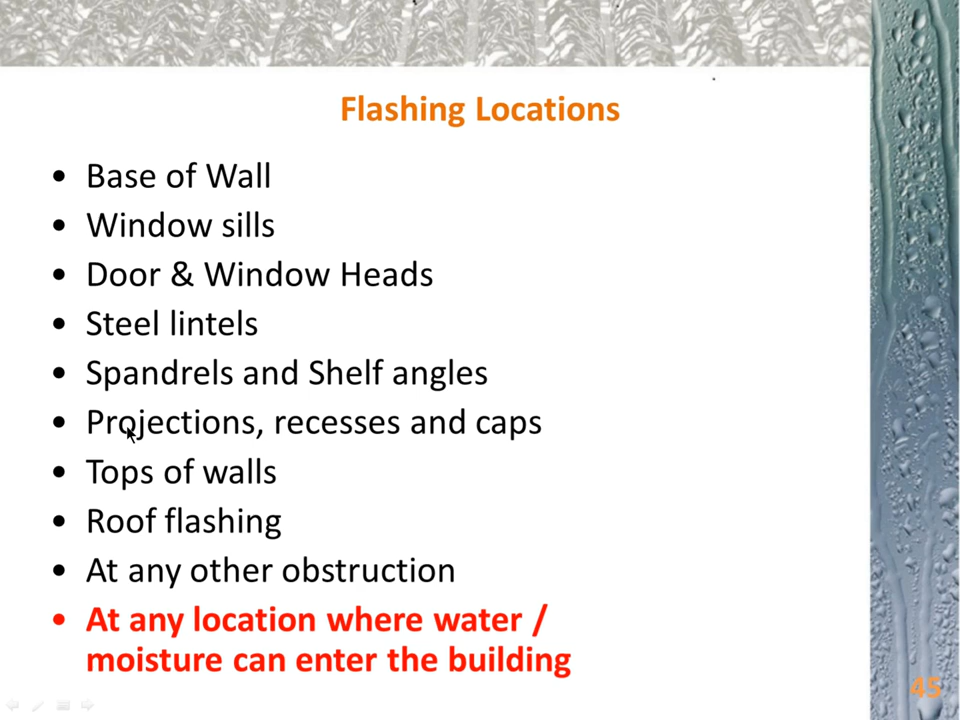 Flashing Locations
• Base of Wall
• Window sills
• Door & Window Heads
• Steel lintels
• Spandrels and Shelf angles
• Projections, recesses and caps
• Tops of walls
• Roof flashing
• At any other obstruction
• At any location where water /
moisture can enter the building
45